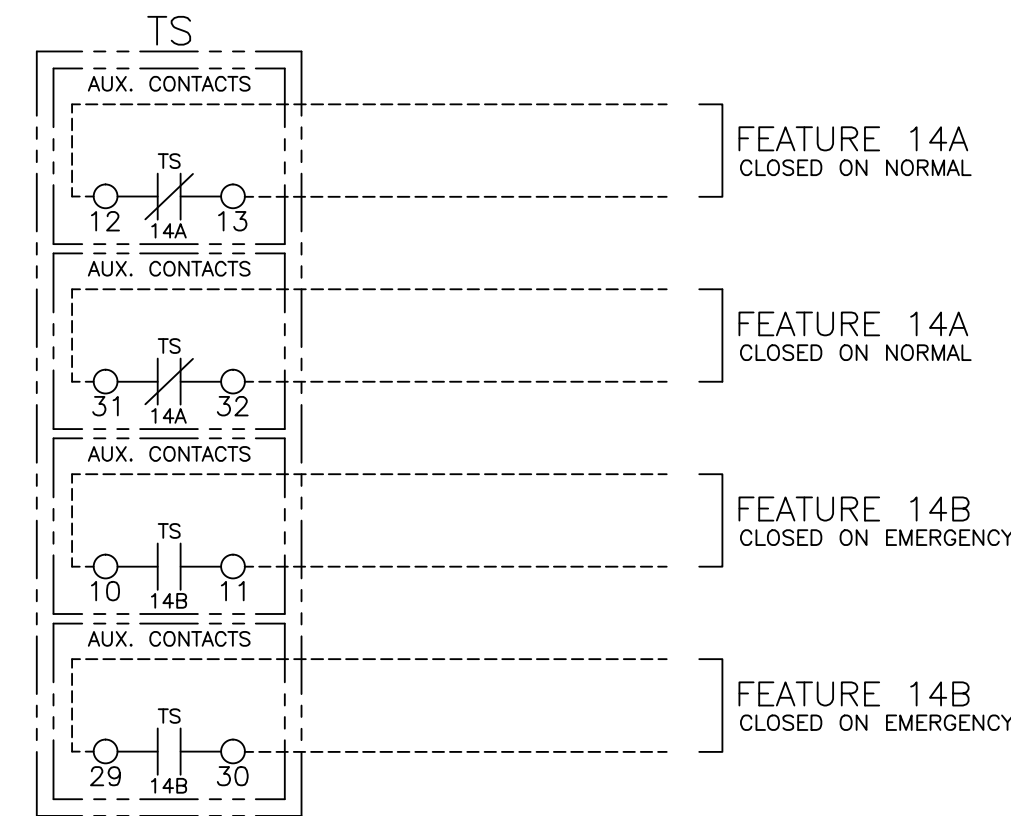 TS
AUX. CONTACTS
TS
12
13
14A
FEATURE 14A
CLOSED ON NORMAL
AUX. CONTACTS
TS
31
32
14A
FEATURE 14A
CLOSED ON NORMAL
AUX. CONTACTS
TS
10
11
14B
FEATURE 14B
CLOSED ON EMERGENCY
AUX. CONTACTS
TS
29
30
14B
FEATURE 14B
CLOSED ON EMERGENCY